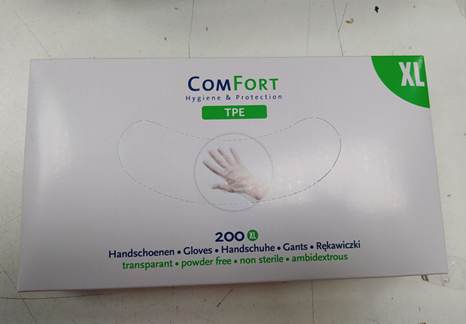 XL
COMFORT
Hygiene & Protection
TPE
200 XL
Handschoenen • Gloves • Handschuhe • Gants • Rękawiczki
transparant • powder free • non sterile • ambidextrous